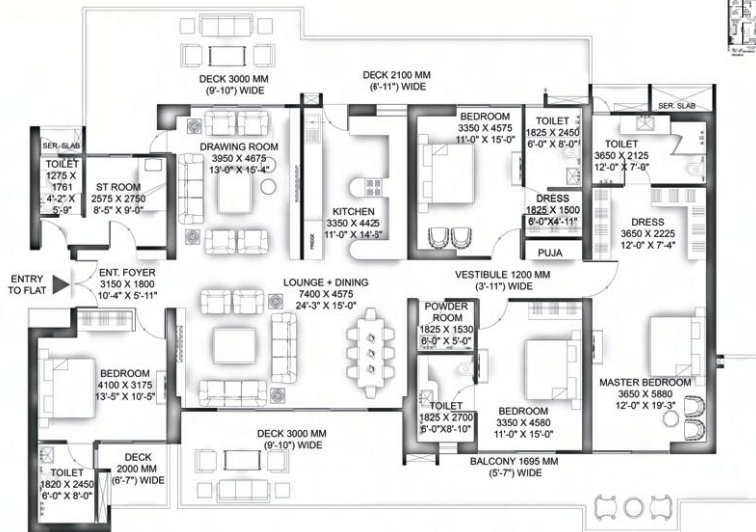 DECK 3000 MM
(9'-10") WIDE
DECK 2100 MM
(6'-11") WIDE
SER. SLAB
TOILET
1275 X
1761
4'-2" X
5'-9"
ST ROOM
2575 X 2750
8'-5" X 9'-0"
DRAWING ROOM
3950 X 4675
13'-0" X 15'-4"
KITCHEN
3350 X 4425
11'-0" X 14'-6"
FRIDGE
BEDROOM
3350 X 4575
11'-0" X 15'-0"
TOILET
1825 X 2450
6'-0" X 8'-0"
DRESS
1825 X 1500
6'-0"X4'-11"
PUJA
SER. SLAB
TOILET
3650 X 2125
12'-0" X 7'-0"
DRESS
3650 X 2225
12'-0" X 7'-4"
ENTRY
TO FLAT
ENT. FOYER
3150 X 1800
10'-4" X 5'-11"
LOUNGE + DINING
7400 X 4575
24'-3" X 15'-0"
VESTIBULE 1200 MM
(3'-11") WIDE
POWDER
ROOM
1825 X 1530
6'-0" X 5'-0"
BEDROOM
4100 X 3175
13'-5" X 10'-5"
TOILET
1825 X 2700
6'-0"X8'-10"
BEDROOM
3350 X 4580
11'-0" X 15'-0"
MASTER BEDROOM
3650 X 5880
12'-0" X 19'-3"
TOILET
1820 X 2450
6'-0" X 8'-0"
DECK
2000 MM
(6'-7") WIDE
DECK 3000 MM
(9'-10") WIDE
BALCONY 1695 MM
(5'-7") WIDE